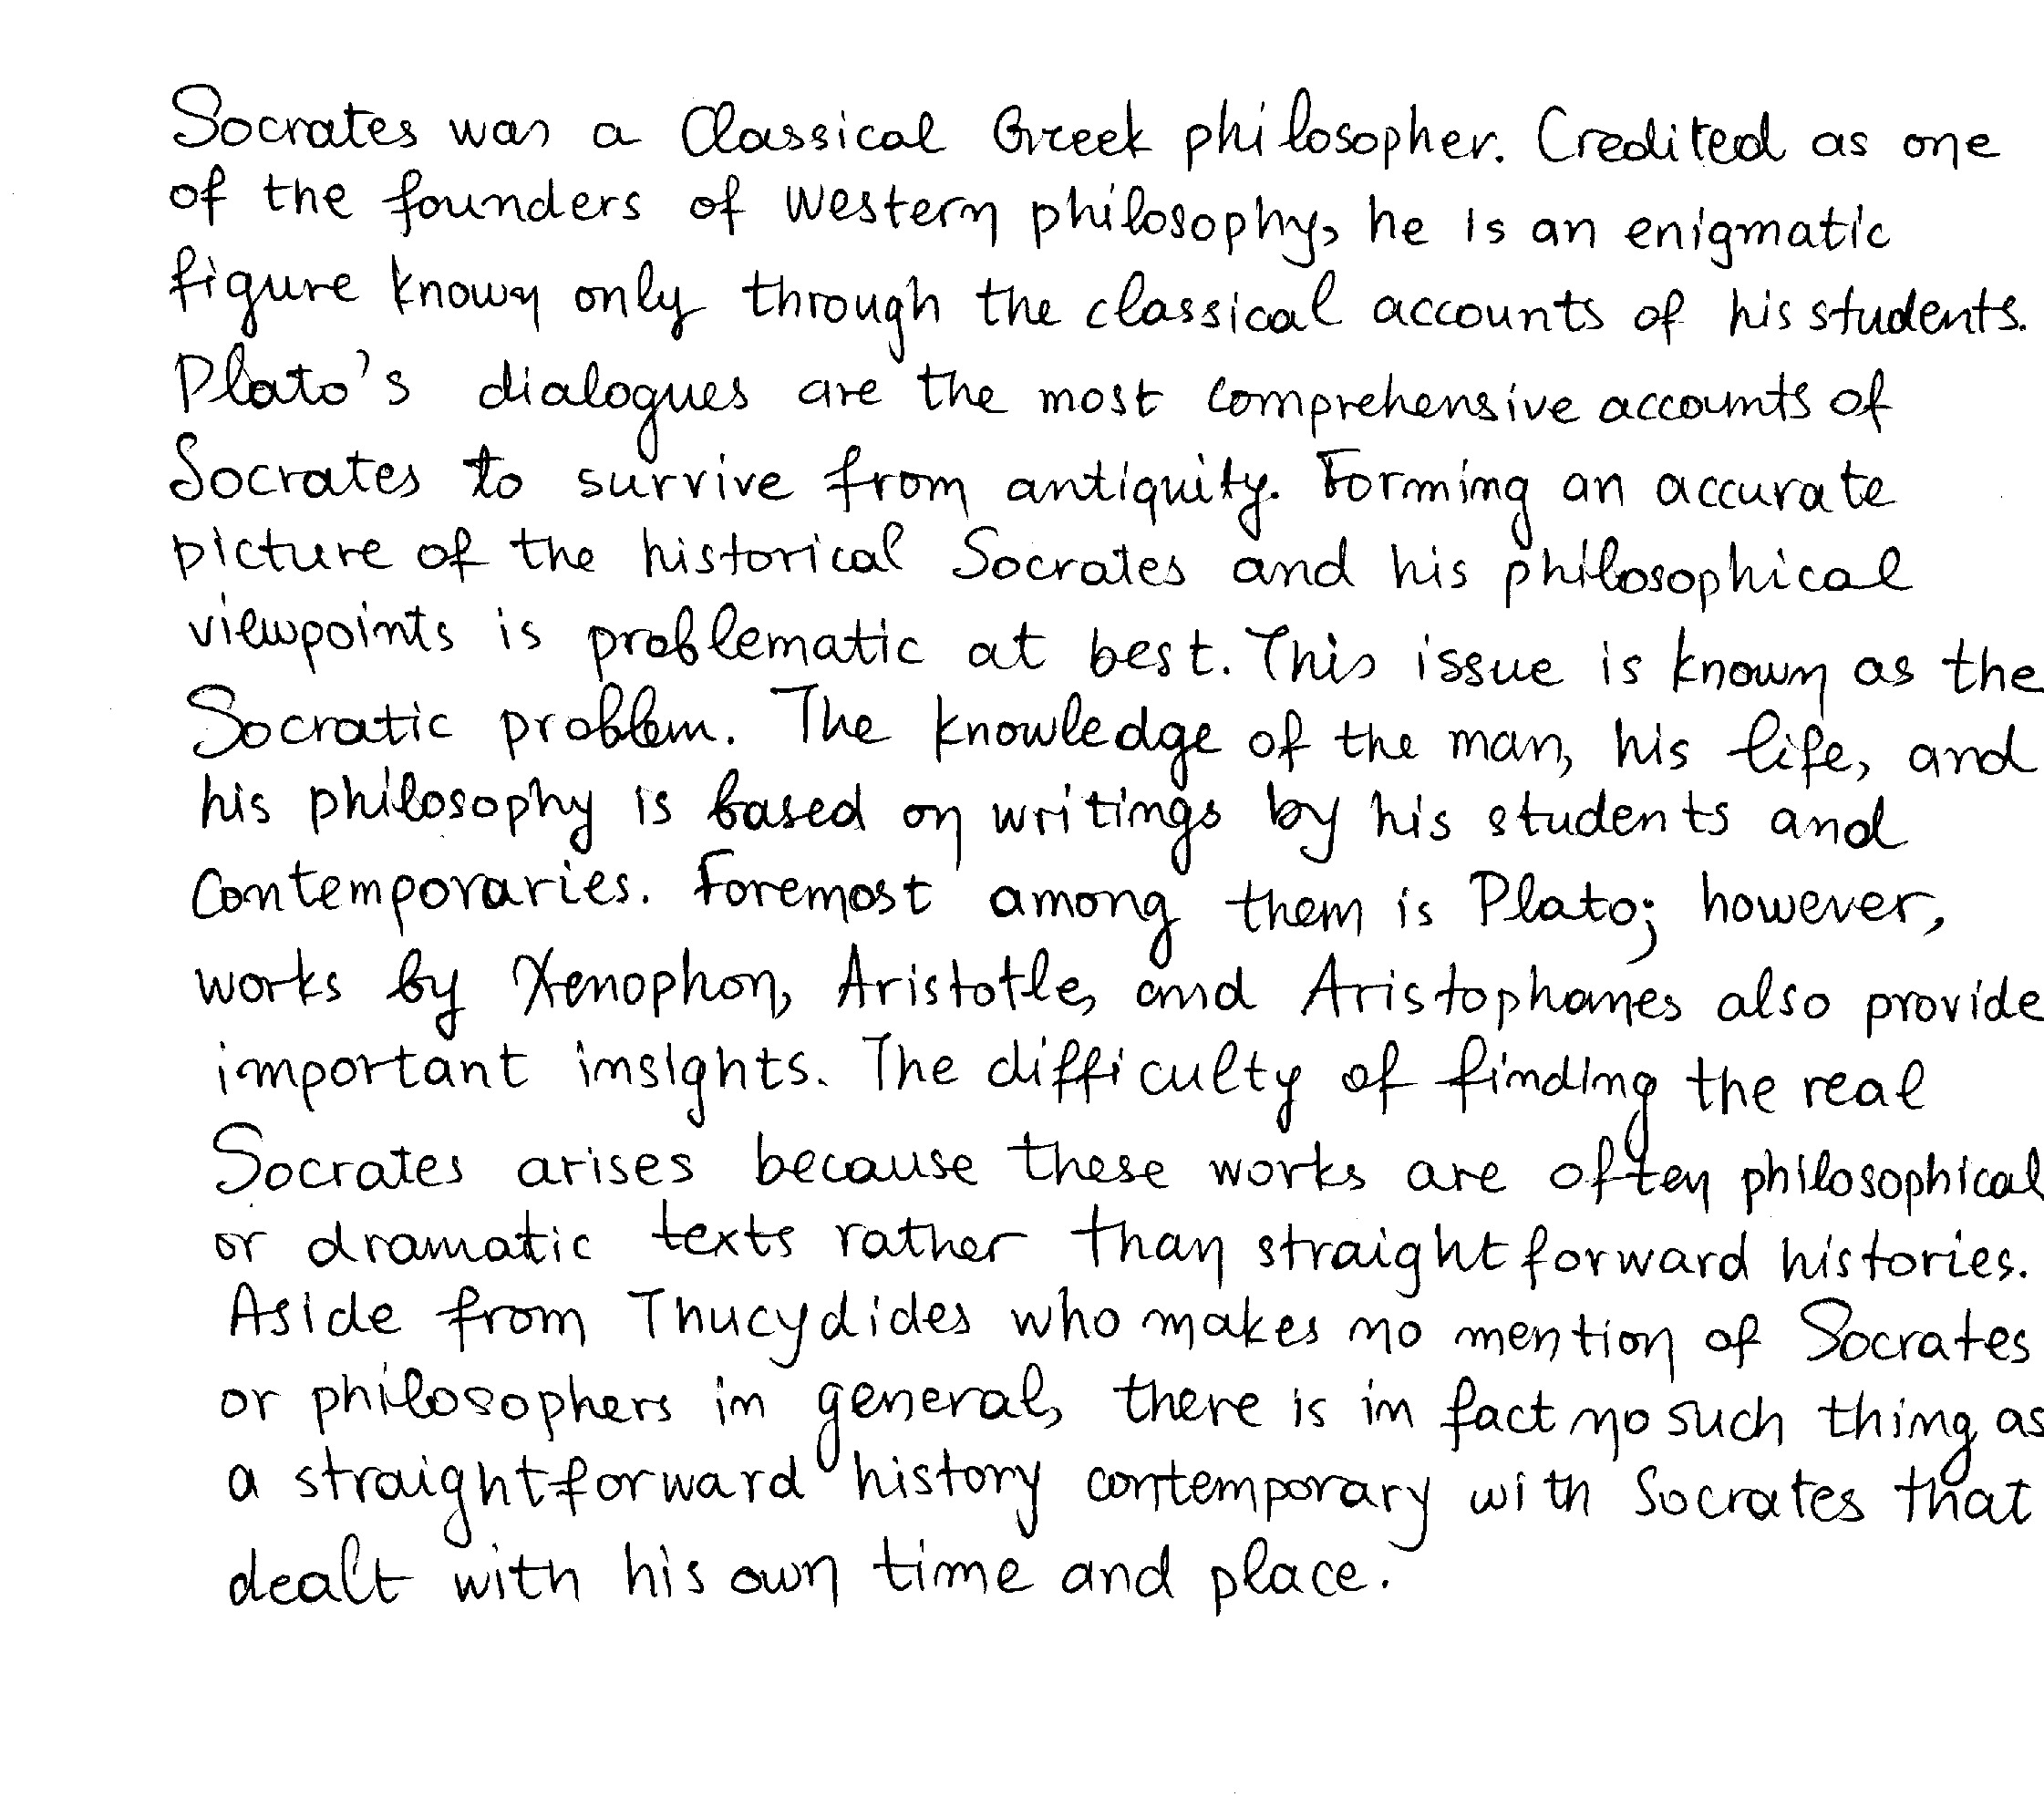 Socrates was a Classical Greek philosopher. Credited as one
of the founders of Western philosophy, he is an enigmatic
figure known only through the classical accounts of his students.
Plato's dialogues are the most comprehensive accounts of
Socrates to survive from antiquity. Forming an accurate
picture of the historical Socrates and his philosophical
viewpoints is problematic at best. This issue is known as the
Socratic problem. The knowledge of the man, his life, and
his philosophy is based on writings by his students and
contemporaries. Foremost among them is Plato; however,
works by Xenophon, Aristotle, and Aristophanes also provide
important insights. The difficulty of finding the real
Socrates arises because these works are often philosophical
or dramatic texts rather than straightforward histories.
Aside from Thucydides who makes no mention of Socrates
or philosophers in general, there is in fact no such thing as
a straightforward history contemporary with Socrates that
dealt with his own time and place.